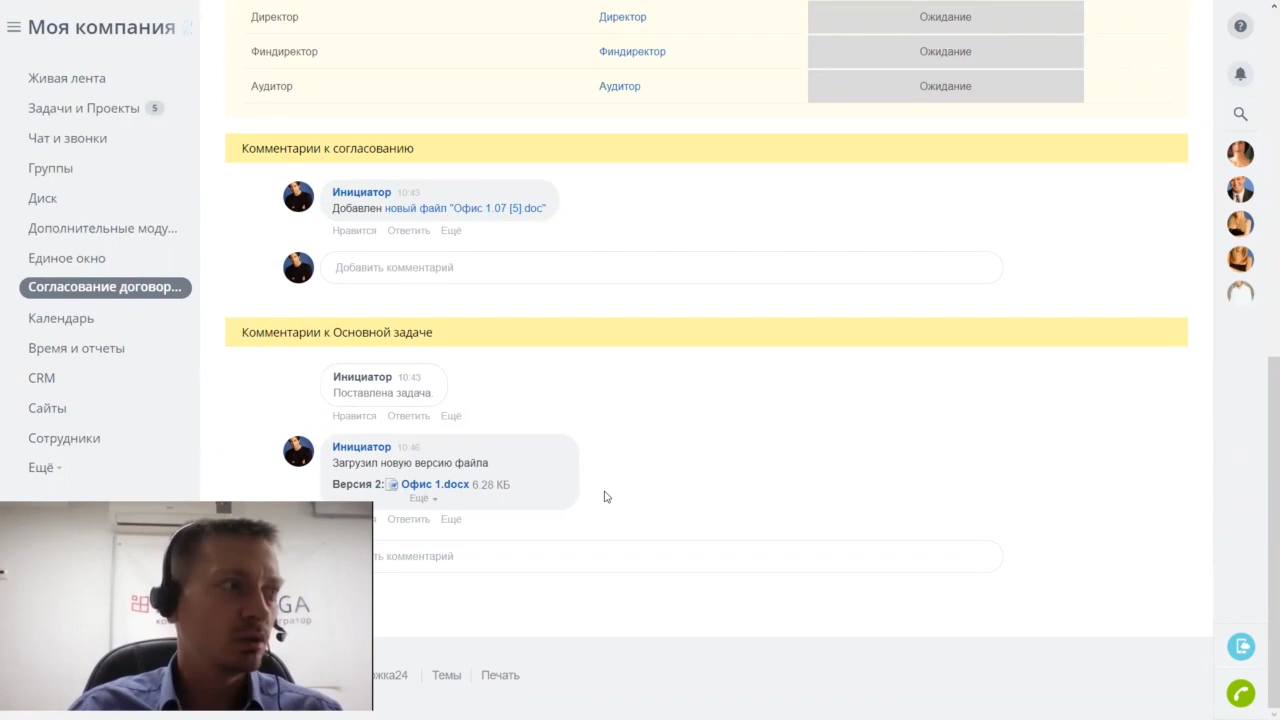 Моя компания
Живая лента
Задачи и Проекты 5
Чат и звонки
Группы
Диск
Дополнительные моду...
Единое окно
Согласование договор...
Календарь
Время и отчеты
CRM
Сайты
Сотрудники
Ещё
Директор Директор Ожидание
Финдиректор Финдиректор Ожидание
Аудитор Аудитор Ожидание
Комментарии к согласованию
Инициатор 10:43
Добавлен новый файл "Офис 1.07 [5].doc"
Нравится Ответить Ещё
Добавить комментарий
Комментарии к Основной задаче
Инициатор 10:43
Поставлена задача.
Нравится Ответить Ещё
Инициатор 10:46
Загрузил новую версию файла
Версия 2: Офис 1.docx 6.28 КБ
Ещё
Ответить Ещё
комментарий
Темы Печать